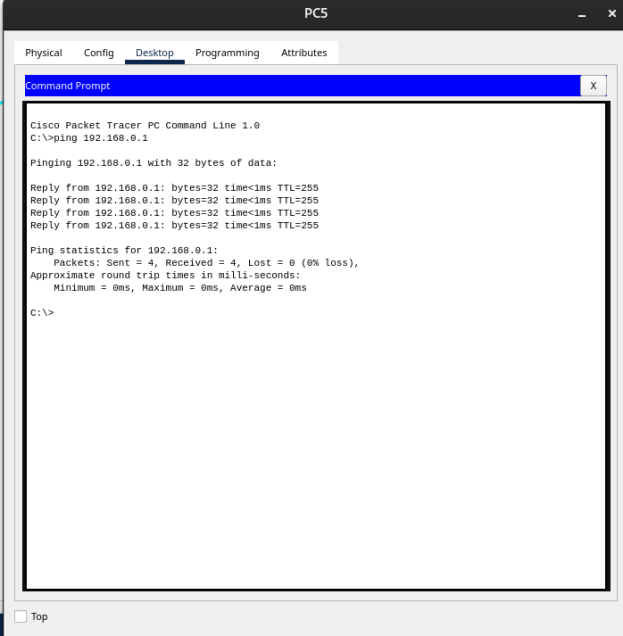 PC5
Physical Config Desktop Programming Attributes
Command Prompt X
Cisco Packet Tracer PC Command Line 1.0
C:\>ping 192.168.0.1
Pinging 192.168.0.1 with 32 bytes of data:
Reply from 192.168.0.1: bytes=32 time<1ms TTL=255
Reply from 192.168.0.1: bytes=32 time<1ms TTL=255
Reply from 192.168.0.1: bytes=32 time<1ms TTL=255
Reply from 192.168.0.1: bytes=32 time<1ms TTL=255
Ping statistics for 192.168.0.1:
    Packets: Sent = 4, Received = 4, Lost = 0 (0% loss),
Approximate round trip times in milli-seconds:
    Minimum = 0ms, Maximum = 0ms, Average = 0ms
C:\>
Top